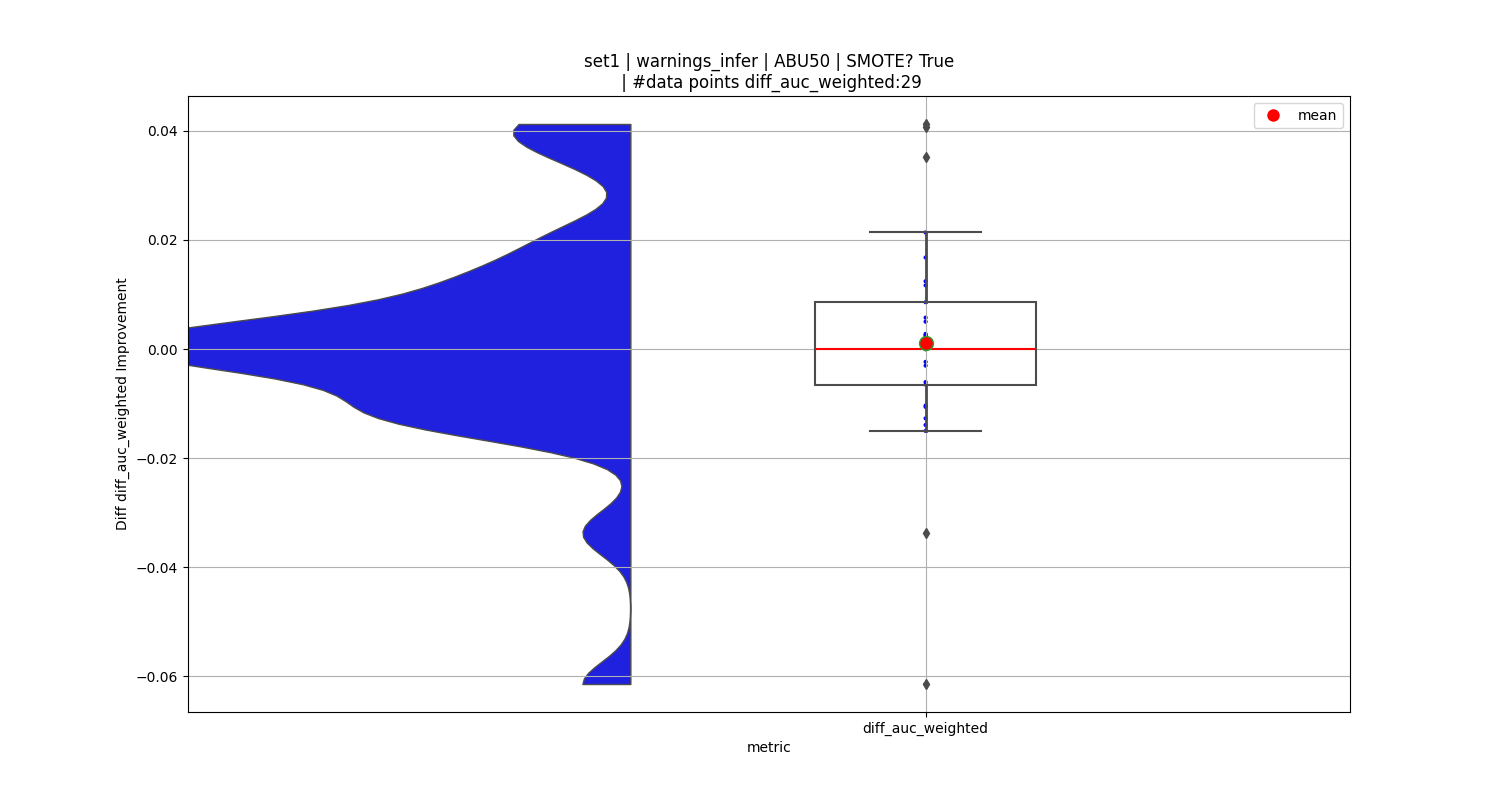 set1 | warnings_infer | ABU50 | SMOTE? True
| #data points diff_auc_weighted:29
mean
0.04
0.02
0.00
−0.02
−0.04
−0.06
Diff diff_auc_weighted Improvement
diff_auc_weighted
metric